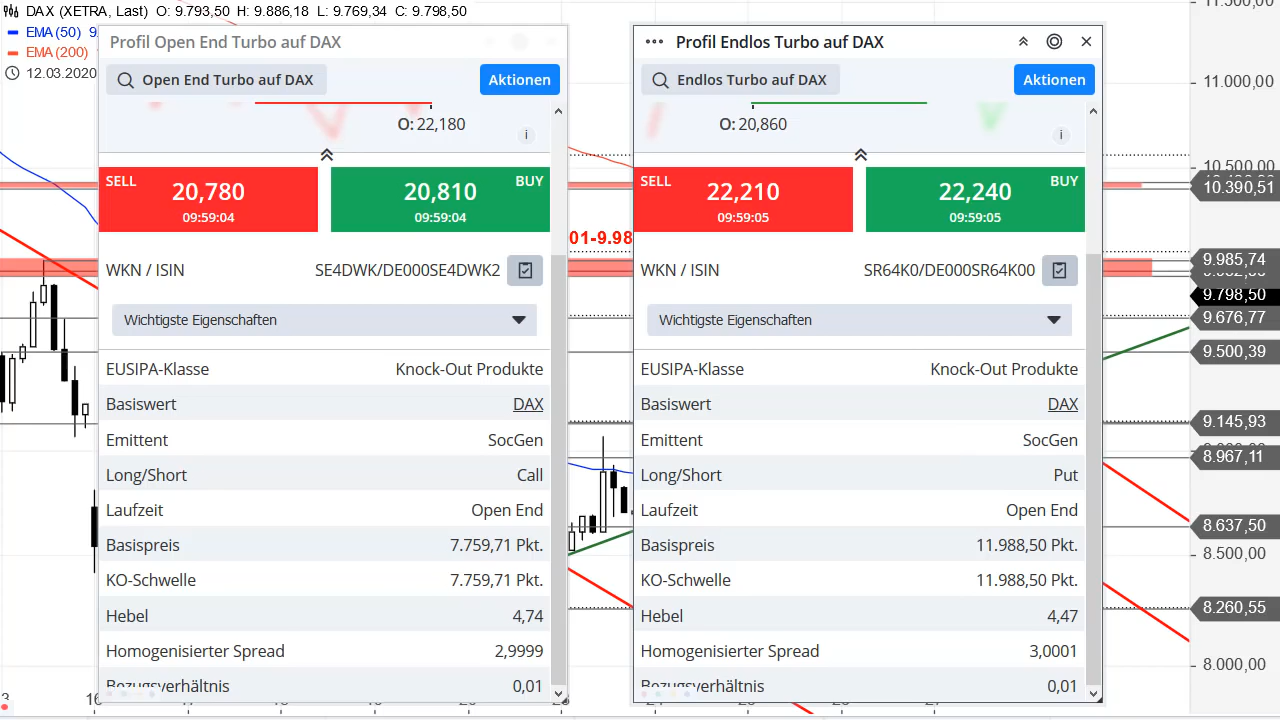 DAX (XETRA, Last) O: 9.793,50 H: 9.886,18 L: 9.769,34 C: 9.798,50
EMA (50) 9.
EMA (200)
12.03.2020
Profil Open End Turbo auf DAX
Open End Turbo auf DAX
Aktionen
O: 22,180
i
SELL
20,780
09:59:04
BUY
20,810
09:59:04
WKN / ISIN SE4DWK/DE000SE4DWK2
Wichtigste Eigenschaften
EUSIPA-Klasse Knock-Out Produkte
Basiswert DAX
Emittent SocGen
Long/Short Call
Laufzeit Open End
Basispreis 7.759,71 Pkt.
KO-Schwelle 7.759,71 Pkt.
Hebel 4,74
Homogenisierter Spread 2,9999
Bezugsverhältnis 0,01
01-9.98
Profil Endlos Turbo auf DAX
Endlos Turbo auf DAX
Aktionen
O: 20,860
i
SELL
22,210
09:59:05
BUY
22,240
09:59:05
WKN / ISIN SR64K0/DE000SR64K00
Wichtigste Eigenschaften
EUSIPA-Klasse Knock-Out Produkte
Basiswert DAX
Emittent SocGen
Long/Short Put
Laufzeit Open End
Basispreis 11.988,50 Pkt.
KO-Schwelle 11.988,50 Pkt.
Hebel 4,47
Homogenisierter Spread 3,0001
Bezugsverhältnis 0,01
11.500,00
11.000,00
10.500,00
10.390,51
9.985,74
9.798,50
9.676,77
9.500,39
9.145,93
8.967,11
8.637,50
8.500,00
8.260,55
8.000,00